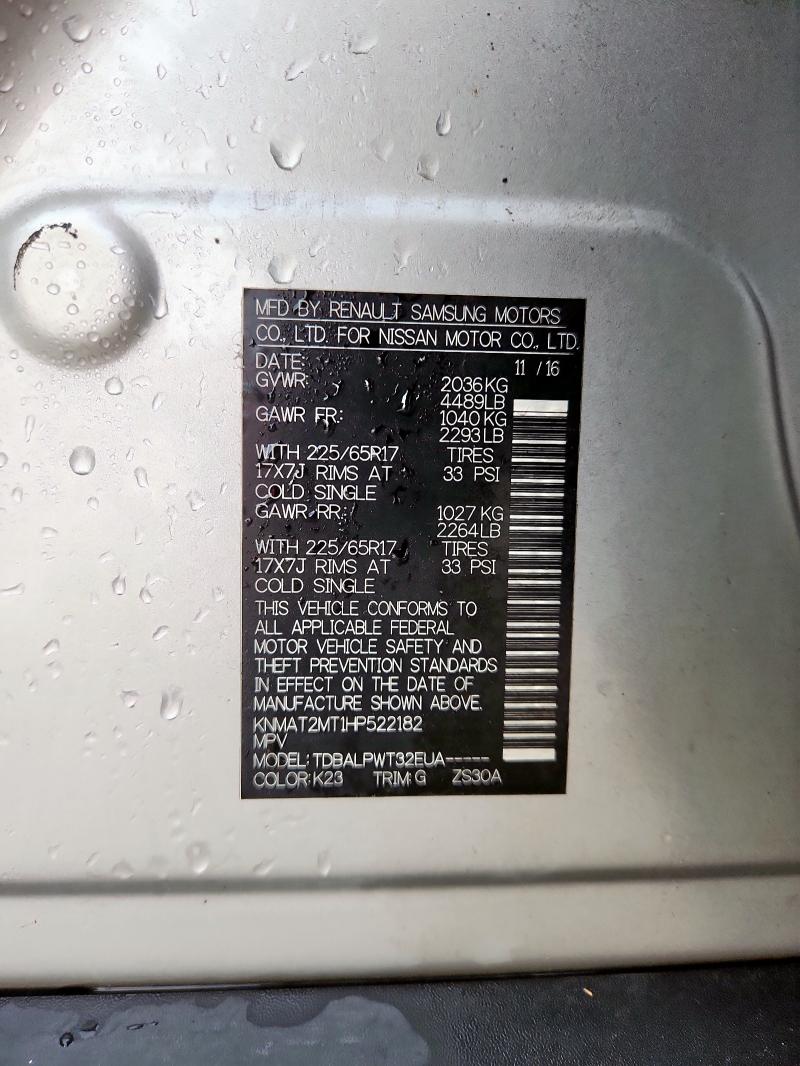 MFD BY RENAULT SAMSUNG MOTORS
CO., LTD. FOR NISSAN MOTOR CO., LTD.
DATE: 11 / 16
GVWR: 2036 KG
4489 LB
GAWR FR: 1040 KG
2293 LB
WITH 225/65R17 TIRES
17X7J RIMS AT 33 PSI
COLD SINGLE
GAWR RR: 1027 KG
2264 LB
WITH 225/65R17 TIRES
17X7J RIMS AT 33 PSI
COLD SINGLE
THIS VEHICLE CONFORMS TO
ALL APPLICABLE FEDERAL
MOTOR VEHICLE SAFETY AND
THEFT PREVENTION STANDARDS
IN EFFECT ON THE DATE OF
MANUFACTURE SHOWN ABOVE.
KNMAT2MT1HP522182
MPV
MODEL: TDBALPWT32EUA-----
COLOR: K23 TRIM: G ZS30A